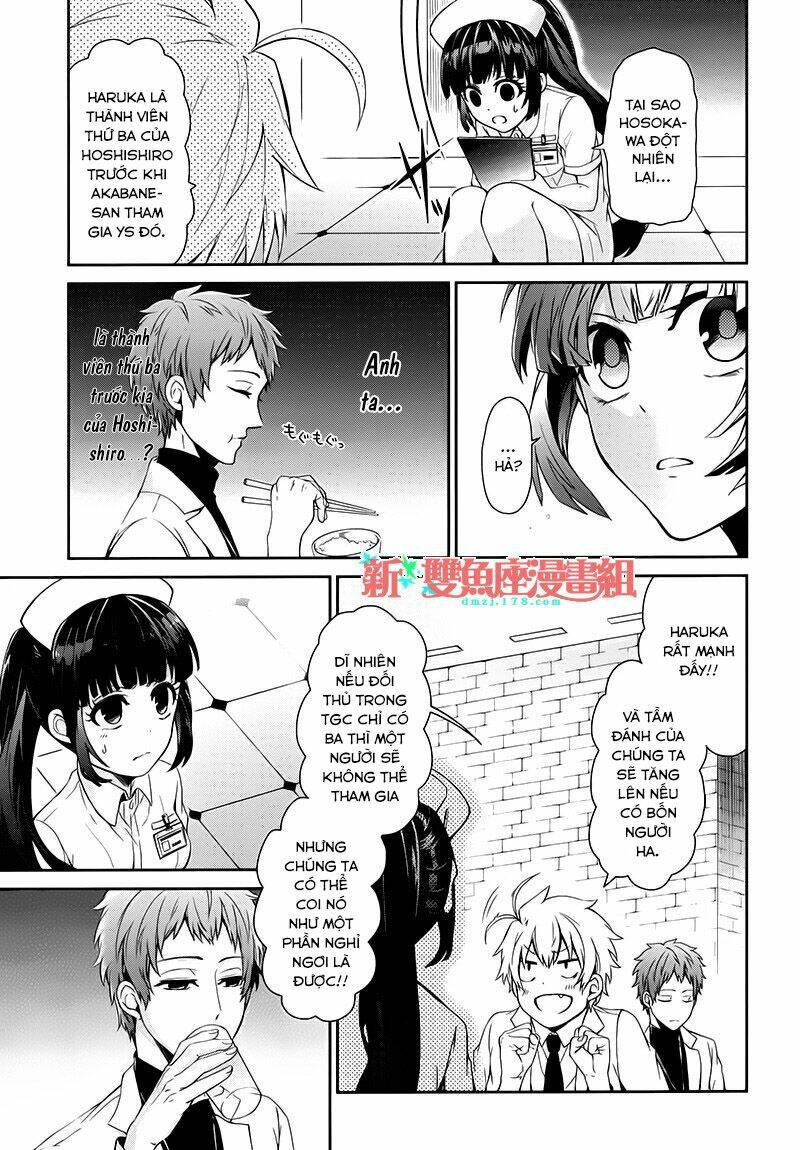 TẠI SAO
HOSOKA-
WA ĐỘT
NHIÊN
LẠI...
HARUKA LÀ
THÀNH VIÊN
THỨ BA CỦA
HOSHISHIRO
TRƯỚC KHI
AKABANE-
SAN THAM
GIA YS ĐÓ.
...
HẢ?
Anh
ta...
là thành
viên thứ ba
trước kia
của Hoshi-
shiro...?
もぐもぐっ
新 雙魚座漫畫組
dmzj.178.com
HARUKA
RẤT MẠNH
ĐẤY!!
VÀ TẦM
ĐÁNH CỦA
CHÚNG TA
SẼ TĂNG
LÊN NẾU
CÓ BỐN
NGƯỜI
HA.
DĨ NHIÊN
NẾU ĐỐI
THỦ TRONG
TGC CHỈ CÓ
BA THÌ MỘT
NGƯỜI SẼ
KHÔNG THỂ
THAM GIA
NHƯNG
CHÚNG TA
CÓ THỂ
COI NÓ
NHƯ MỘT
PHẦN NGHỈ
NGƠI LÀ
ĐƯỢC!!